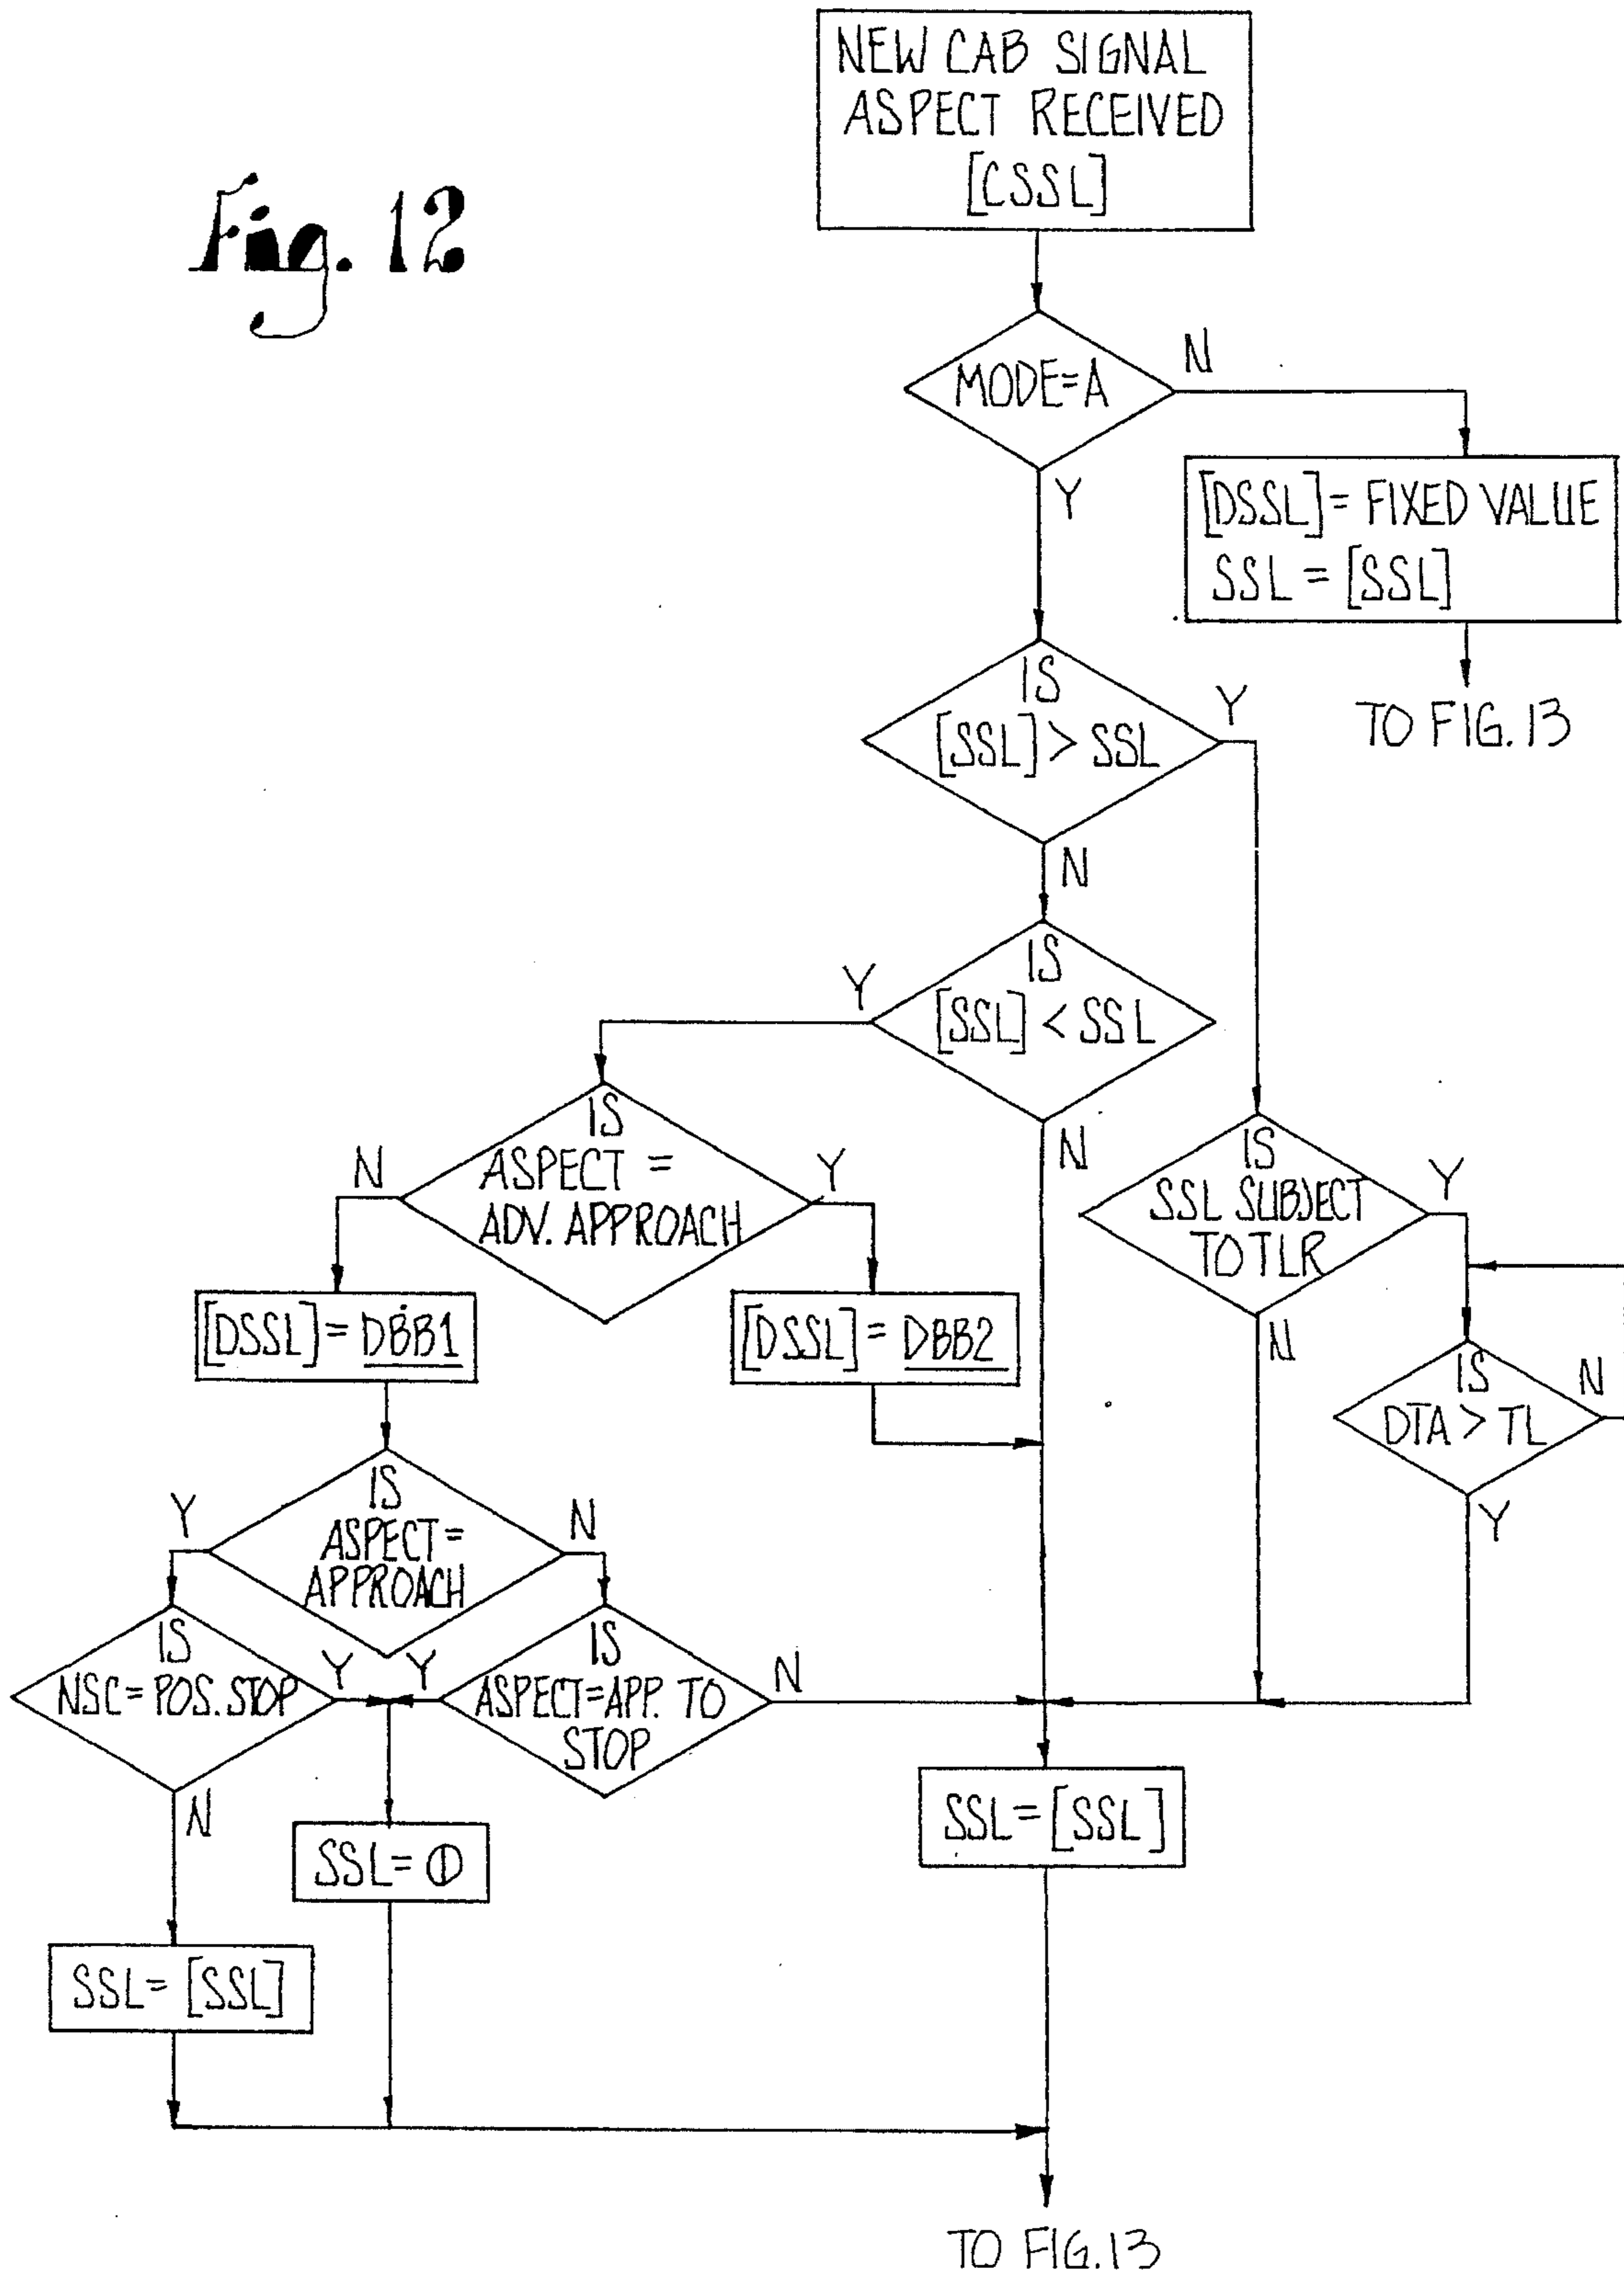 Fig. 12
NEW CAB SIGNAL
ASPECT RECEIVED
[CSSL]
MODE=A
N
Y
[DSSL]= FIXED VALUE
SSL = [SSL]
TO FIG.13
IS
[SSL] > SSL
Y
N
IS
[SSL] < SSL
Y
N
IS
ASPECT =
ADV. APPROACH
N
Y
IS
SSL SUBJECT
TO TLR
Y
N
[DSSL]= DBB1
[DSSL]= DBB2
IS
DTA > TL
N
Y
IS
ASPECT=
APPROACH
Y
N
IS
NSC=POS.STOP
Y
N
IS
ASPECT=APP. TO
STOP
Y
N
SSL=[SSL]
SSL= 0
SSL= [SSL]
TO FIG.13